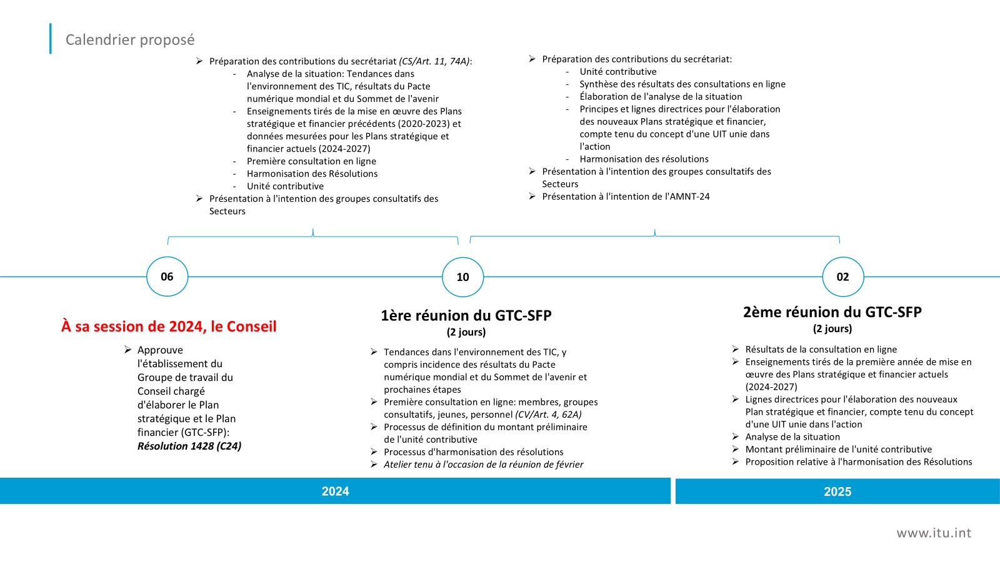 Calendrier proposé
➢ Préparation des contributions du secrétariat (CS/Art. 11, 74A):
- Analyse de la situation: Tendances dans
l'environnement des TIC, résultats du Pacte
numérique mondial et du Sommet de l'avenir
- Enseignements tirés de la mise en œuvre des Plans
stratégique et financier précédents (2020-2023) et
données mesurées pour les Plans stratégique et
financier actuels (2024-2027)
- Première consultation en ligne
- Harmonisation des Résolutions
- Unité contributive
➢ Présentation à l'intention des groupes consultatifs des
Secteurs
➢ Préparation des contributions du secrétariat:
- Unité contributive
- Synthèse des résultats des consultations en ligne
- Élaboration de l'analyse de la situation
- Principes et lignes directrices pour l'élaboration
des nouveaux Plans stratégique et financier,
compte tenu du concept d'une UIT unie dans
l'action
- Harmonisation des résolutions
➢ Présentation à l'intention des groupes consultatifs des
Secteurs
➢ Présentation à l'intention de l'AMNT-24
06
10
02
À sa session de 2024, le Conseil
➢ Approuve
l'établissement du
Groupe de travail du
Conseil chargé
d'élaborer le Plan
stratégique et le Plan
financier (GTC-SFP):
Résolution 1428 (C24)
1ère réunion du GTC-SFP
(2 jours)
➢ Tendances dans l'environnement des TIC, y
compris incidence des résultats du Pacte
numérique mondial et du Sommet de l'avenir et
prochaines étapes
➢ Première consultation en ligne: membres, groupes
consultatifs, jeunes, personnel (CV/Art. 4, 62A)
➢ Processus de définition du montant préliminaire
de l'unité contributive
➢ Processus d'harmonisation des résolutions
➢ Atelier tenu à l'occasion de la réunion de février
2ème réunion du GTC-SFP
(2 jours)
➢ Résultats de la consultation en ligne
➢ Enseignements tirés de la première année de mise en
œuvre des Plans stratégique et financier actuels
(2024-2027)
➢ Lignes directrices pour l'élaboration des nouveaux
Plan stratégique et financier, compte tenu du concept
d'une UIT unie dans l'action
➢ Analyse de la situation
➢ Montant préliminaire de l'unité contributive
➢ Proposition relative à l'harmonisation des Résolutions
2024
2025
www.itu.int